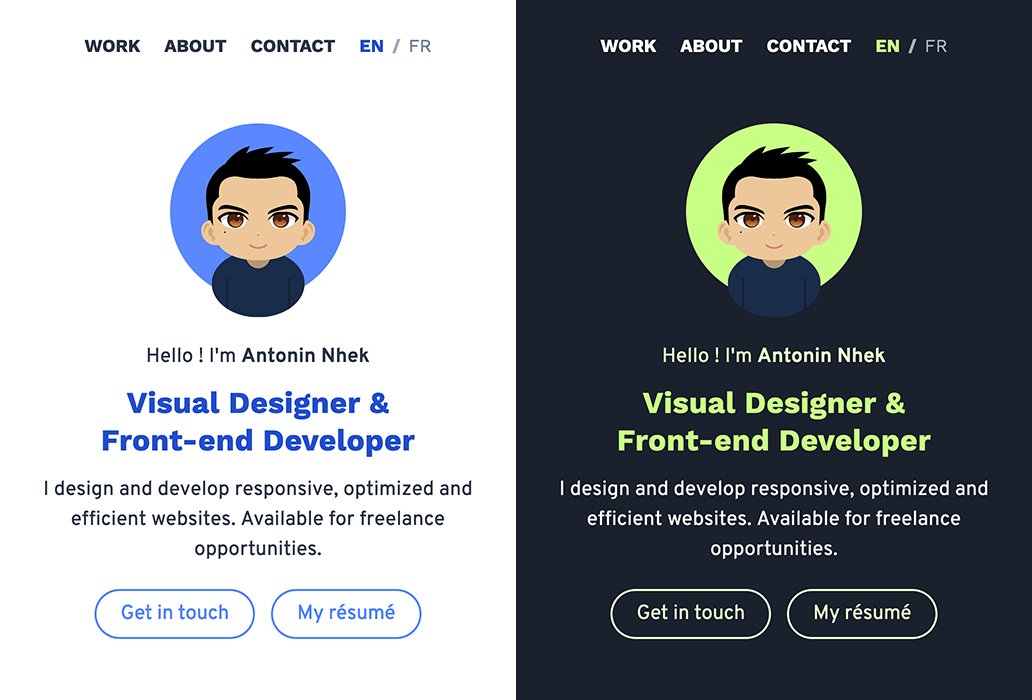 WORK ABOUT CONTACT EN / FR
Hello ! I'm Antonin Nhek
Visual Designer &
Front-end Developer
I design and develop responsive, optimized and
efficient websites. Available for freelance
opportunities.
Get in touch My résumé
WORK ABOUT CONTACT EN / FR
Hello ! I'm Antonin Nhek
Visual Designer &
Front-end Developer
I design and develop responsive, optimized and
efficient websites. Available for freelance
opportunities.
Get in touch My résumé